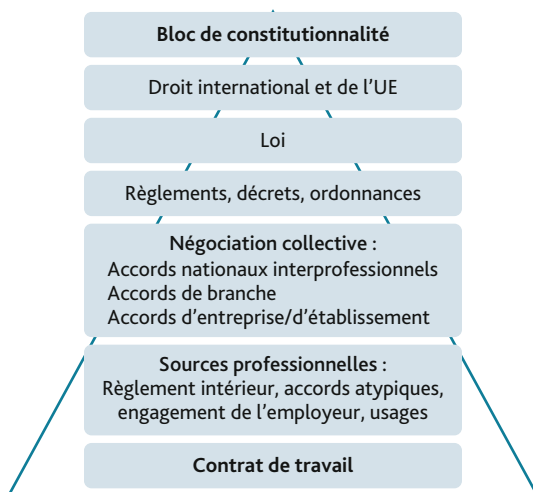 Bloc de constitutionnalité
Droit international et de l’UE
Loi
Règlements, décrets, ordonnances
Négociation collective :
Accords nationaux interprofessionnels
Accords de branche
Accords d’entreprise/d’établissement
Sources professionnelles :
Règlement intérieur, accords atypiques,
engagement de l’employeur, usages
Contrat de travail